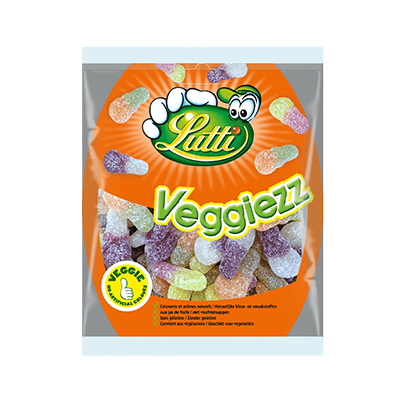 Lutti
Veggiezz
VEGGIE
NO ARTIFICIAL COLOURS
Colorants et arômes naturels / Natuurlijke kleur- en smaakstoffen
Aux jus de fruits / Met vruchtensappen
Sans gélatine / Zonder gelatine
Convient aux végétariens / Geschikt voor vegetariërs